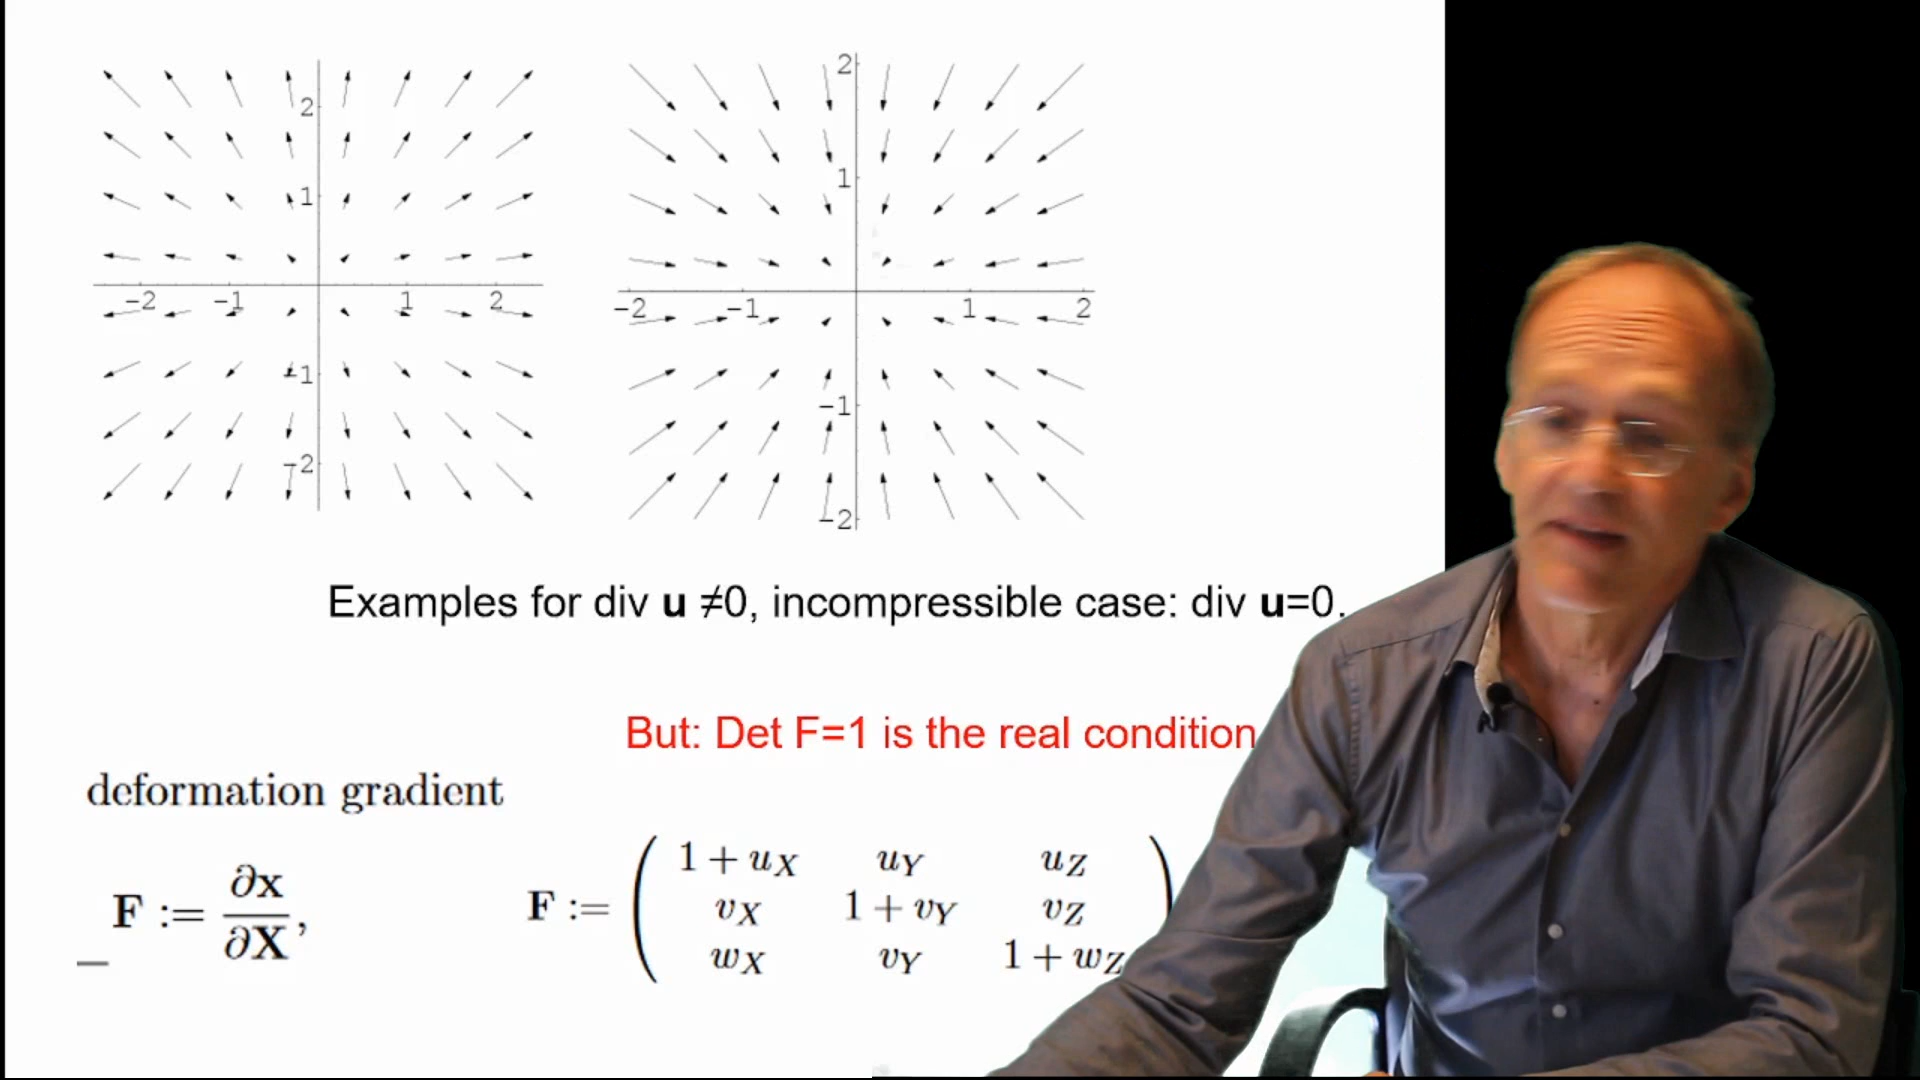 2
1
-2 -1 1 2
-1
-2
2
1
-2 -1 1 2
-1
-2
Examples for div u ≠0, incompressible case: div u=0.
But: Det F=1 is the real condition
deformation gradient
F := ∂x/∂X,
F := ( 1 + u_X u_Y u_Z
v_X 1 + v_Y v_Z
w_X v_Y 1 + w_Z )